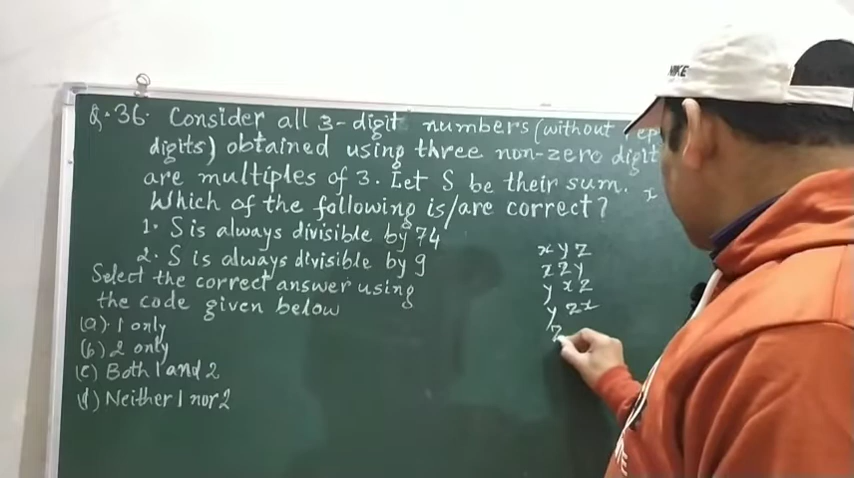 Q.36. Consider all 3-digit numbers (without rep
digits) obtained using three non-zero digit
are multiples of 3. Let S be their sum.
Which of the following is/are correct?
x
1. S is always divisible by 74
2. S is always divisible by 9
Select the correct answer using
the code given below
(a). 1 only
(b). 2 only
(c) Both 1 and 2
(d) Neither 1 nor 2
x y z
x z y
y x z
y z x
z
NIKE